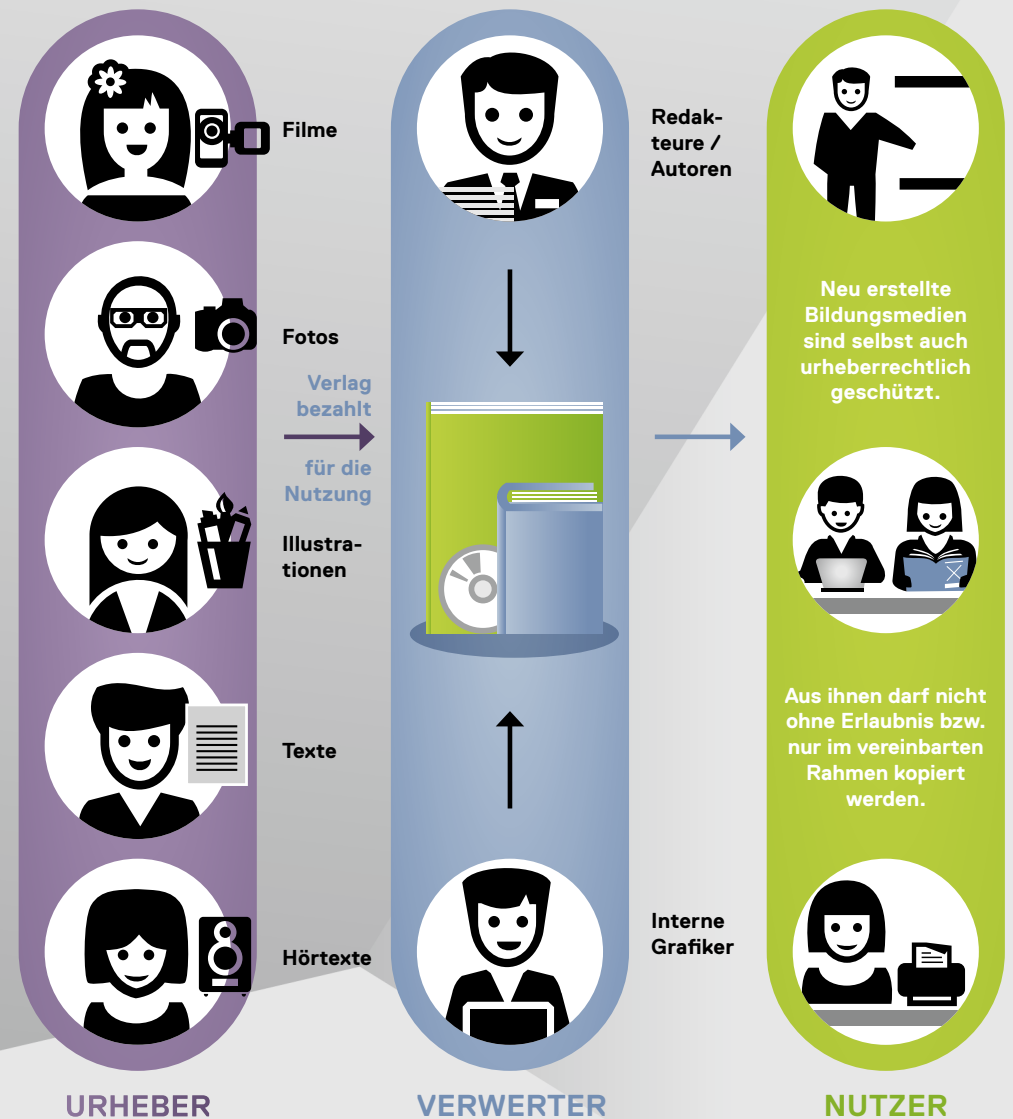 Filme
Fotos
Verlag
bezahlt
für die
Nutzung
Illustra-
tionen
Texte
Hörtexte
URHEBER
Redak-
teure /
Autoren
Interne
Grafiker
VERWERTER
Neu erstellte
Bildungsmedien
sind selbst auch
urheberrechtlich
geschützt.
Aus ihnen darf nicht
ohne Erlaubnis bzw.
nur im vereinbarten
Rahmen kopiert
werden.
NUTZER